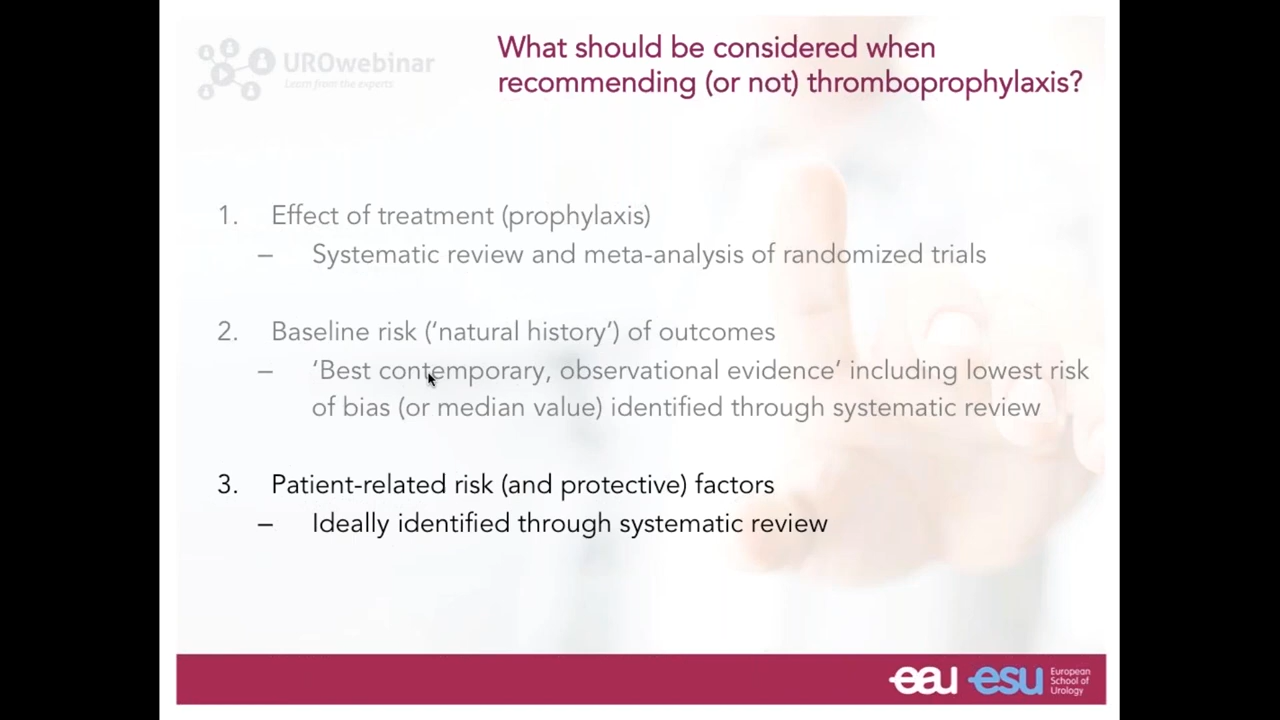 UROwebinar
Learn from the experts
What should be considered when
recommending (or not) thromboprophylaxis?
1. Effect of treatment (prophylaxis)
– Systematic review and meta-analysis of randomized trials
2. Baseline risk (‘natural history’) of outcomes
– ‘Best contemporary, observational evidence’ including lowest risk
of bias (or median value) identified through systematic review
3. Patient-related risk (and protective) factors
– Ideally identified through systematic review
eau esu European
School of
Urology